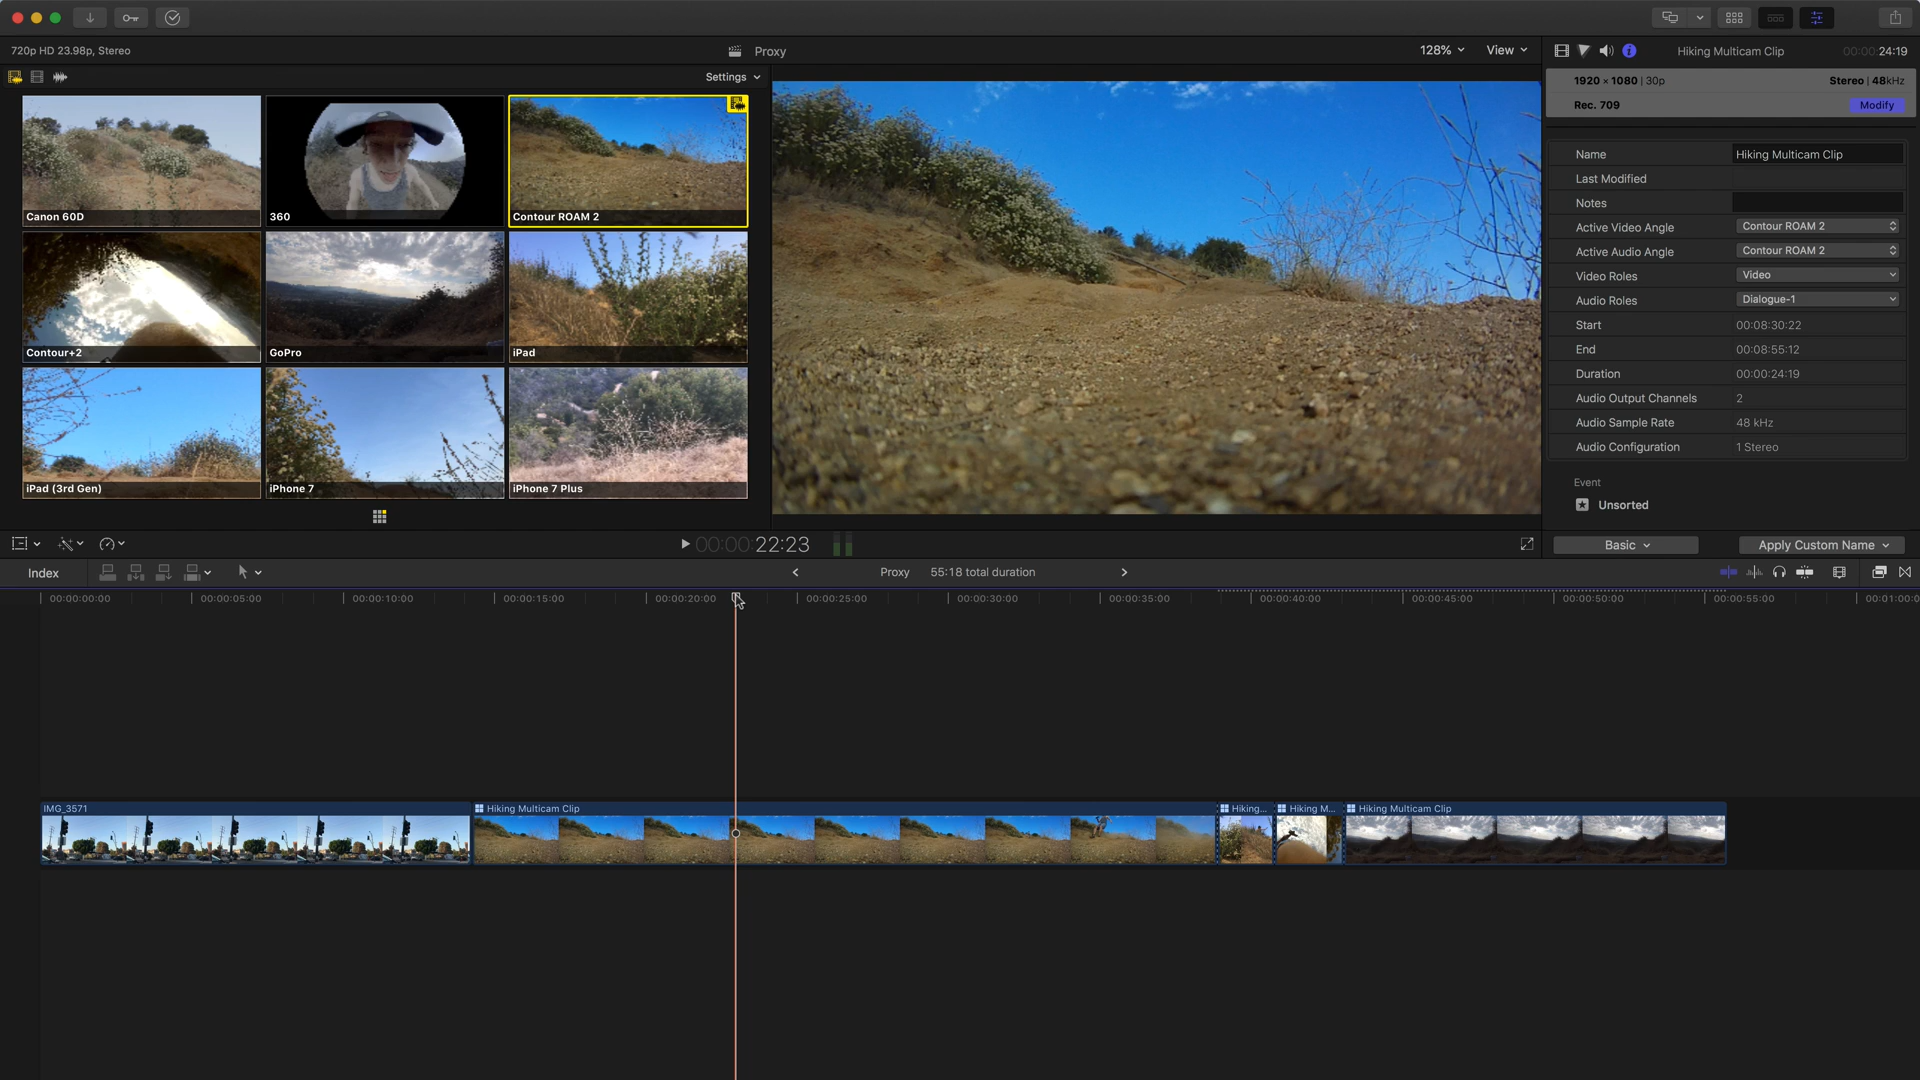 720p HD 23.98p, Stereo
Proxy
128%
View
Hiking Multicam Clip
00:00:24:19
Settings
1920 × 1080 | 30p
Stereo | 48kHz
Rec. 709
Modify
Canon 60D
360
Contour ROAM 2
Contour+2
GoPro
iPad
iPad (3rd Gen)
iPhone 7
iPhone 7 Plus
Name
Hiking Multicam Clip
Last Modified
Notes
Active Video Angle
Contour ROAM 2
Active Audio Angle
Contour ROAM 2
Video Roles
Video
Audio Roles
Dialogue-1
Start
00:08:30:22
End
00:08:55:12
Duration
00:00:24:19
Audio Output Channels
2
Audio Sample Rate
48 kHz
Audio Configuration
1 Stereo
Event
Unsorted
00:00:22:23
Basic
Apply Custom Name
Index
Proxy
55:18 total duration
00:00:00:00
00:00:05:00
00:00:10:00
00:00:15:00
00:00:20:00
00:00:25:00
00:00:30:00
00:00:35:00
00:00:40:00
00:00:45:00
00:00:50:00
00:00:55:00
00:01:00:0
IMG_3571
Hiking Multicam Clip
Hiking...
Hiking M...
Hiking Multicam Clip